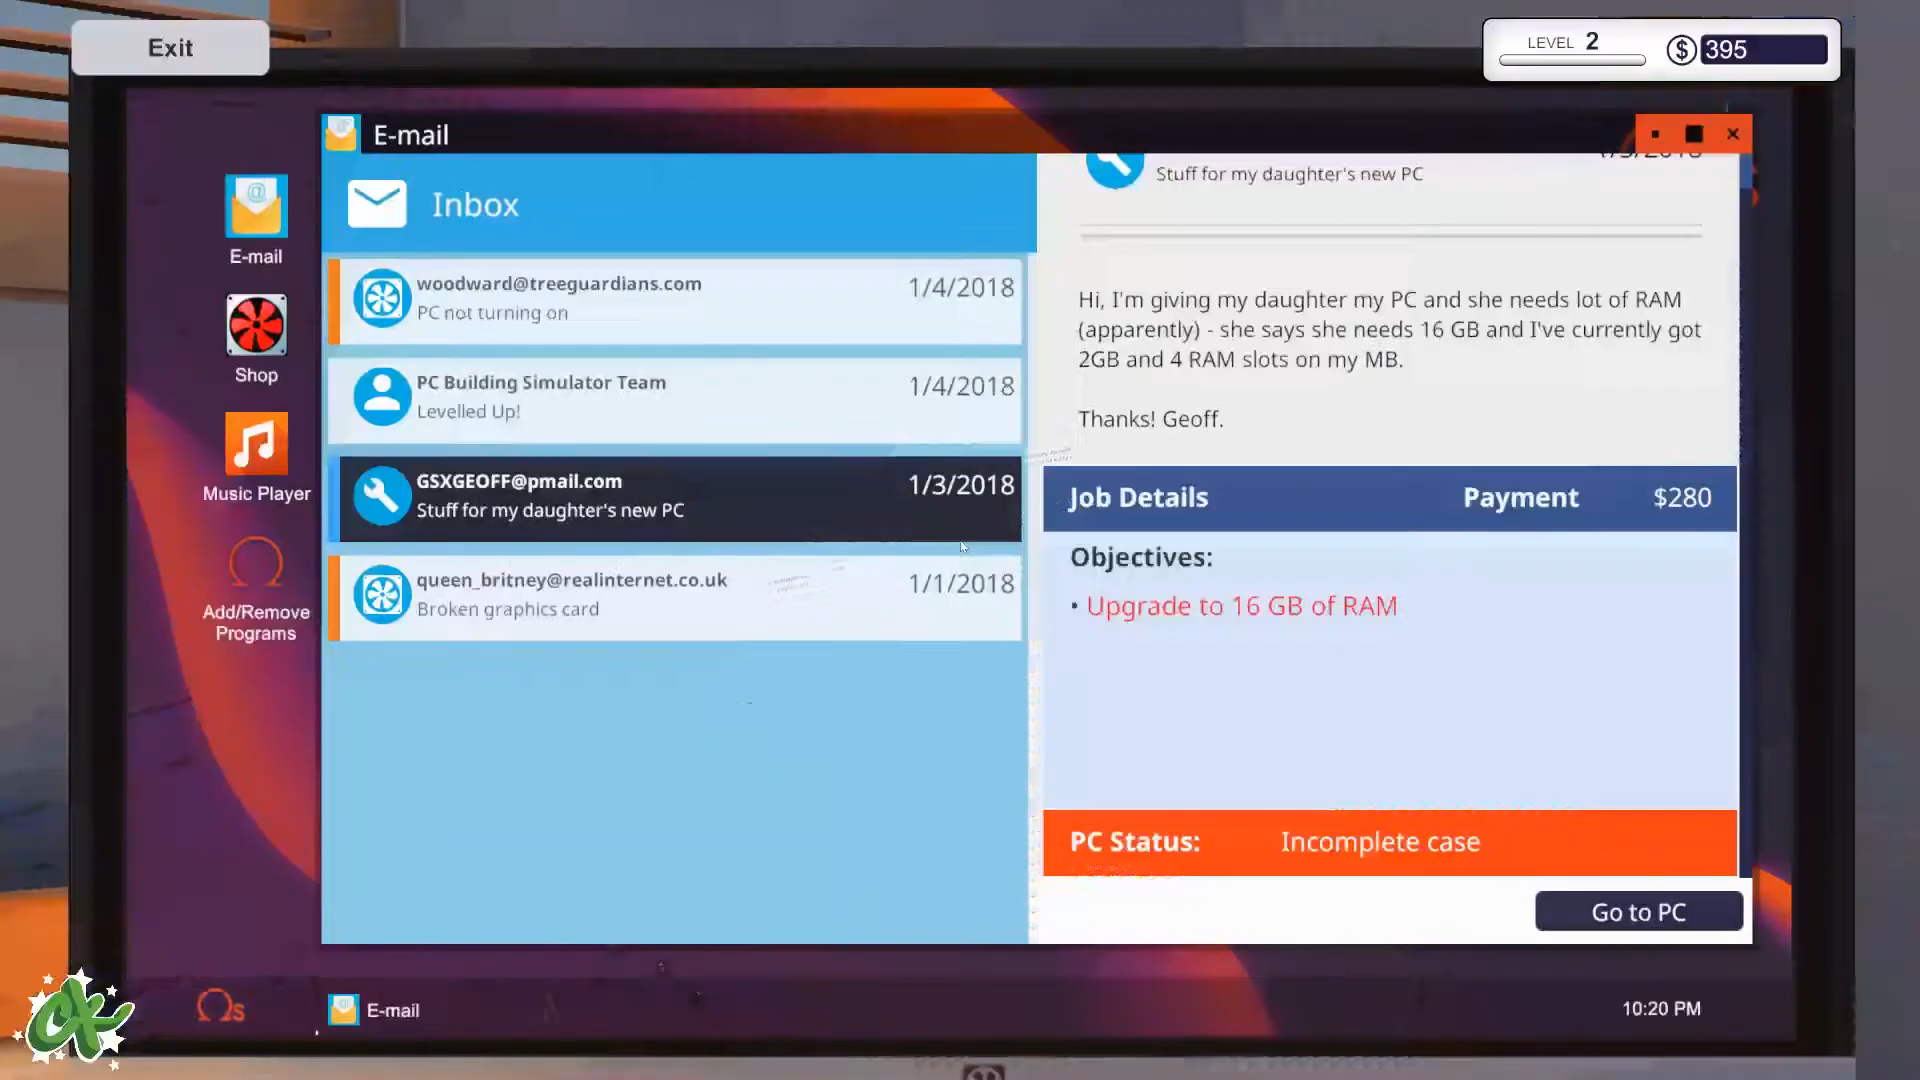 Exit
LEVEL 2
$ 395
E-mail
E-mail
Shop
Music Player
Add/Remove
Programs
Inbox
woodward@treeguardians.com
1/4/2018
PC not turning on
PC Building Simulator Team
1/4/2018
Levelled Up!
GSXGEOFF@pmail.com
1/3/2018
Stuff for my daughter's new PC
queen_britney@realinternet.co.uk
1/1/2018
Broken graphics card
1/3/2018
Stuff for my daughter's new PC
Hi, I'm giving my daughter my PC and she needs lot of RAM
(apparently) - she says she needs 16 GB and I've currently got
2GB and 4 RAM slots on my MB.
Thanks! Geoff.
Job Details Payment $280
Objectives:
• Upgrade to 16 GB of RAM
PC Status: Incomplete case
Go to PC
Ωs
E-mail
10:20 PM